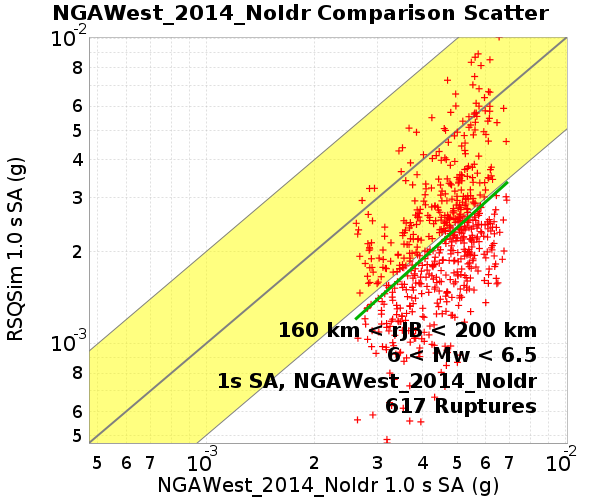 NGAWest_2014_NoIdr Comparison Scatter
10-2
8
6
5
4
3
2
10-3
8
6
5
RSQSim 1.0 s SA (g)
160 km < rJB < 200 km
6 < Mw < 6.5
1s SA, NGAWest_2014_NoIdr
617 Ruptures
5 6 7 10-3 2 3 4 5 6 7 10-2
NGAWest_2014_NoIdr 1.0 s SA (g)